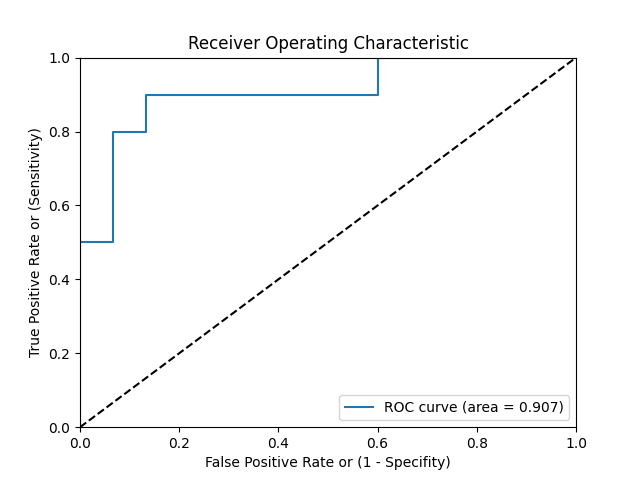 Receiver Operating Characteristic
True Positive Rate or (Sensitivity)
1.0
0.8
0.6
0.4
0.2
0.0
ROC curve (area = 0.907)
0.0 0.2 0.4 0.6 0.8 1.0
False Positive Rate or (1 - Specifity)